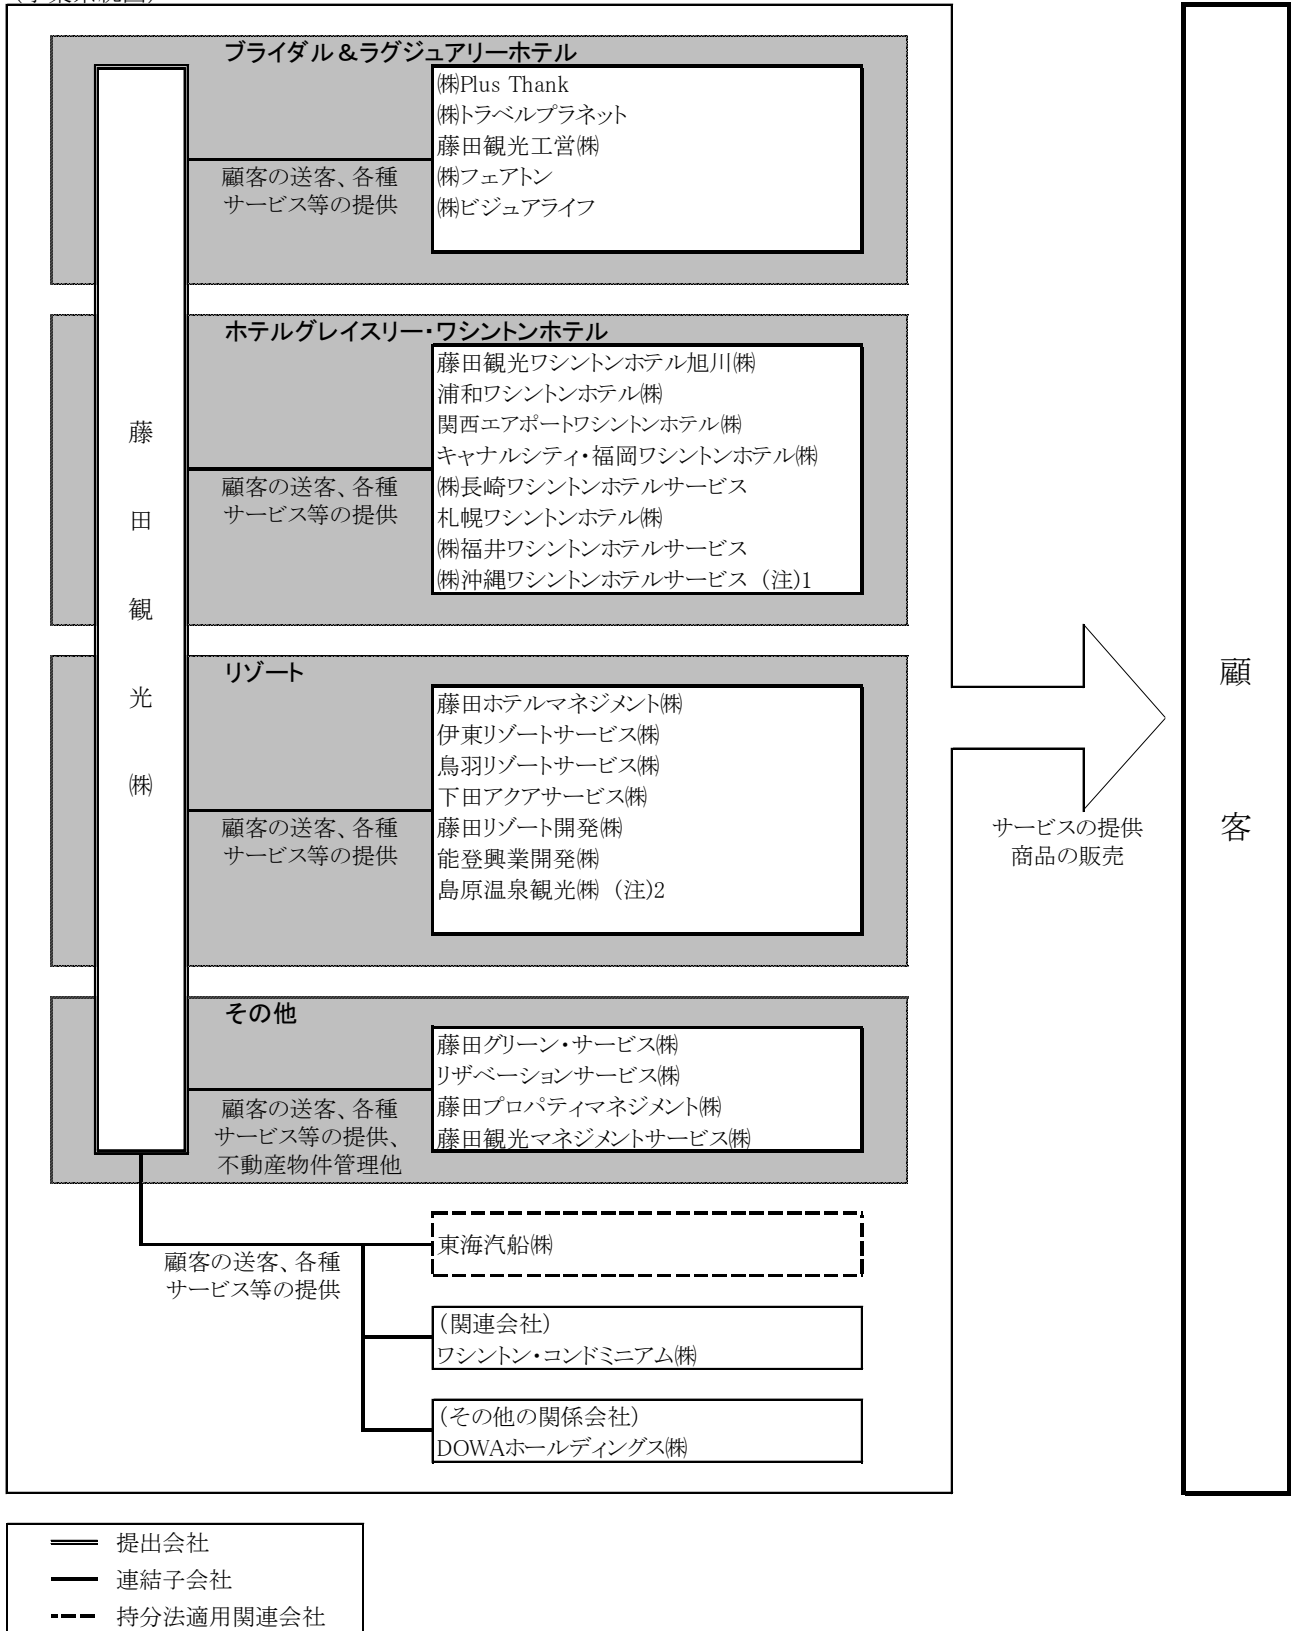 (事業系統図)
ブライダル&ラグジュアリーホテル
㈱Plus Thank
㈱トラベルプラネット
藤田観光工営㈱
㈱フェアトン
㈱ビジュアライフ
顧客の送客、各種
サービス等の提供
ホテルグレイスリー・ワシントンホテル
藤田観光ワシントンホテル旭川㈱
浦和ワシントンホテル㈱
関西エアポートワシントンホテル㈱
キャナルシティ・福岡ワシントンホテル㈱
㈱長崎ワシントンホテルサービス
札幌ワシントンホテル㈱
㈱福井ワシントンホテルサービス
㈱沖縄ワシントンホテルサービス (注)1
顧客の送客、各種
サービス等の提供
藤田観光㈱
リゾート
藤田ホテルマネジメント㈱
伊東リゾートサービス㈱
鳥羽リゾートサービス㈱
下田アクアサービス㈱
藤田リゾート開発㈱
能登興業開発㈱
島原温泉観光㈱ (注)2
顧客の送客、各種
サービス等の提供
その他
藤田グリーン・サービス㈱
リザベーションサービス㈱
藤田プロパティマネジメント㈱
藤田観光マネジメントサービス㈱
顧客の送客、各種
サービス等の提供、
不動産物件管理他
東海汽船㈱
顧客の送客、各種
サービス等の提供
(関連会社)
ワシントン・コンドミニアム㈱
(その他の関係会社)
DOWAホールディングス㈱
サービスの提供
商品の販売
顧客
提出会社
連結子会社
持分法適用関連会社